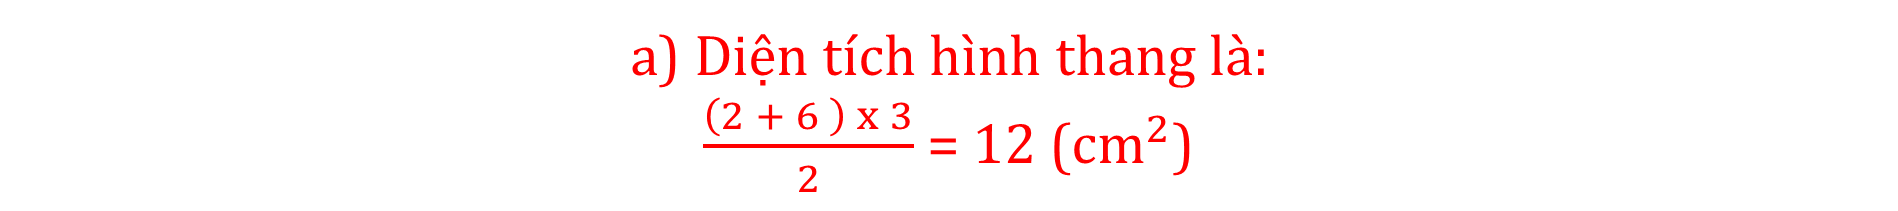 a) Diện tích hình thang là:
(2 + 6 ) x 3 / 2 = 12 (cm²)